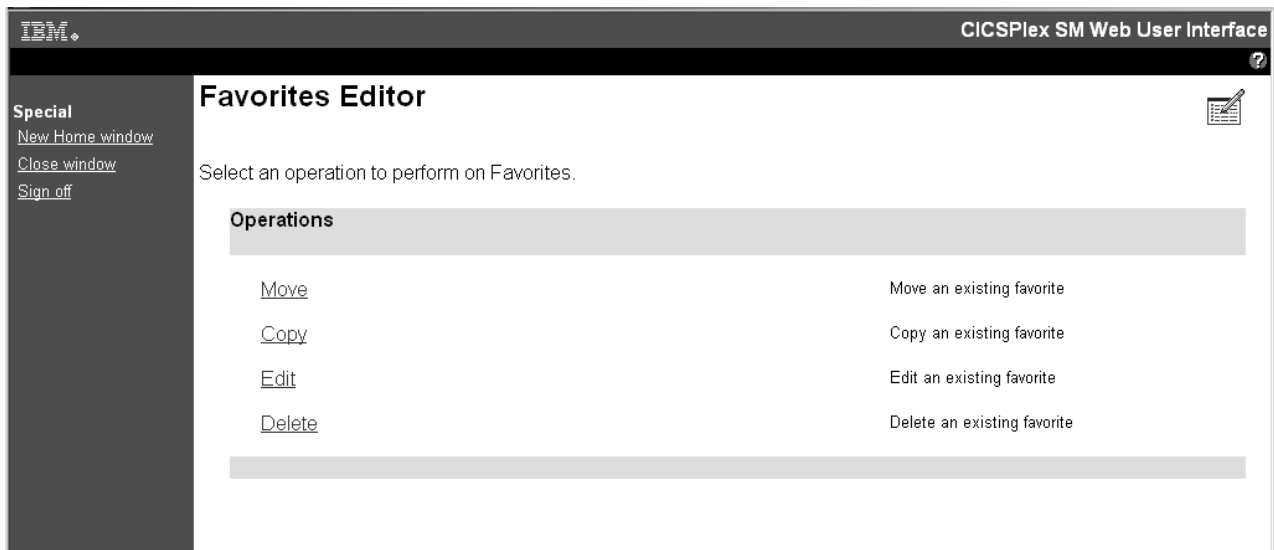 IBM.
CICSPlex SM Web User Interface
?
Special
New Home window
Close window
Sign off
Favorites Editor
Select an operation to perform on Favorites.
Operations
Move Move an existing favorite
Copy Copy an existing favorite
Edit Edit an existing favorite
Delete Delete an existing favorite